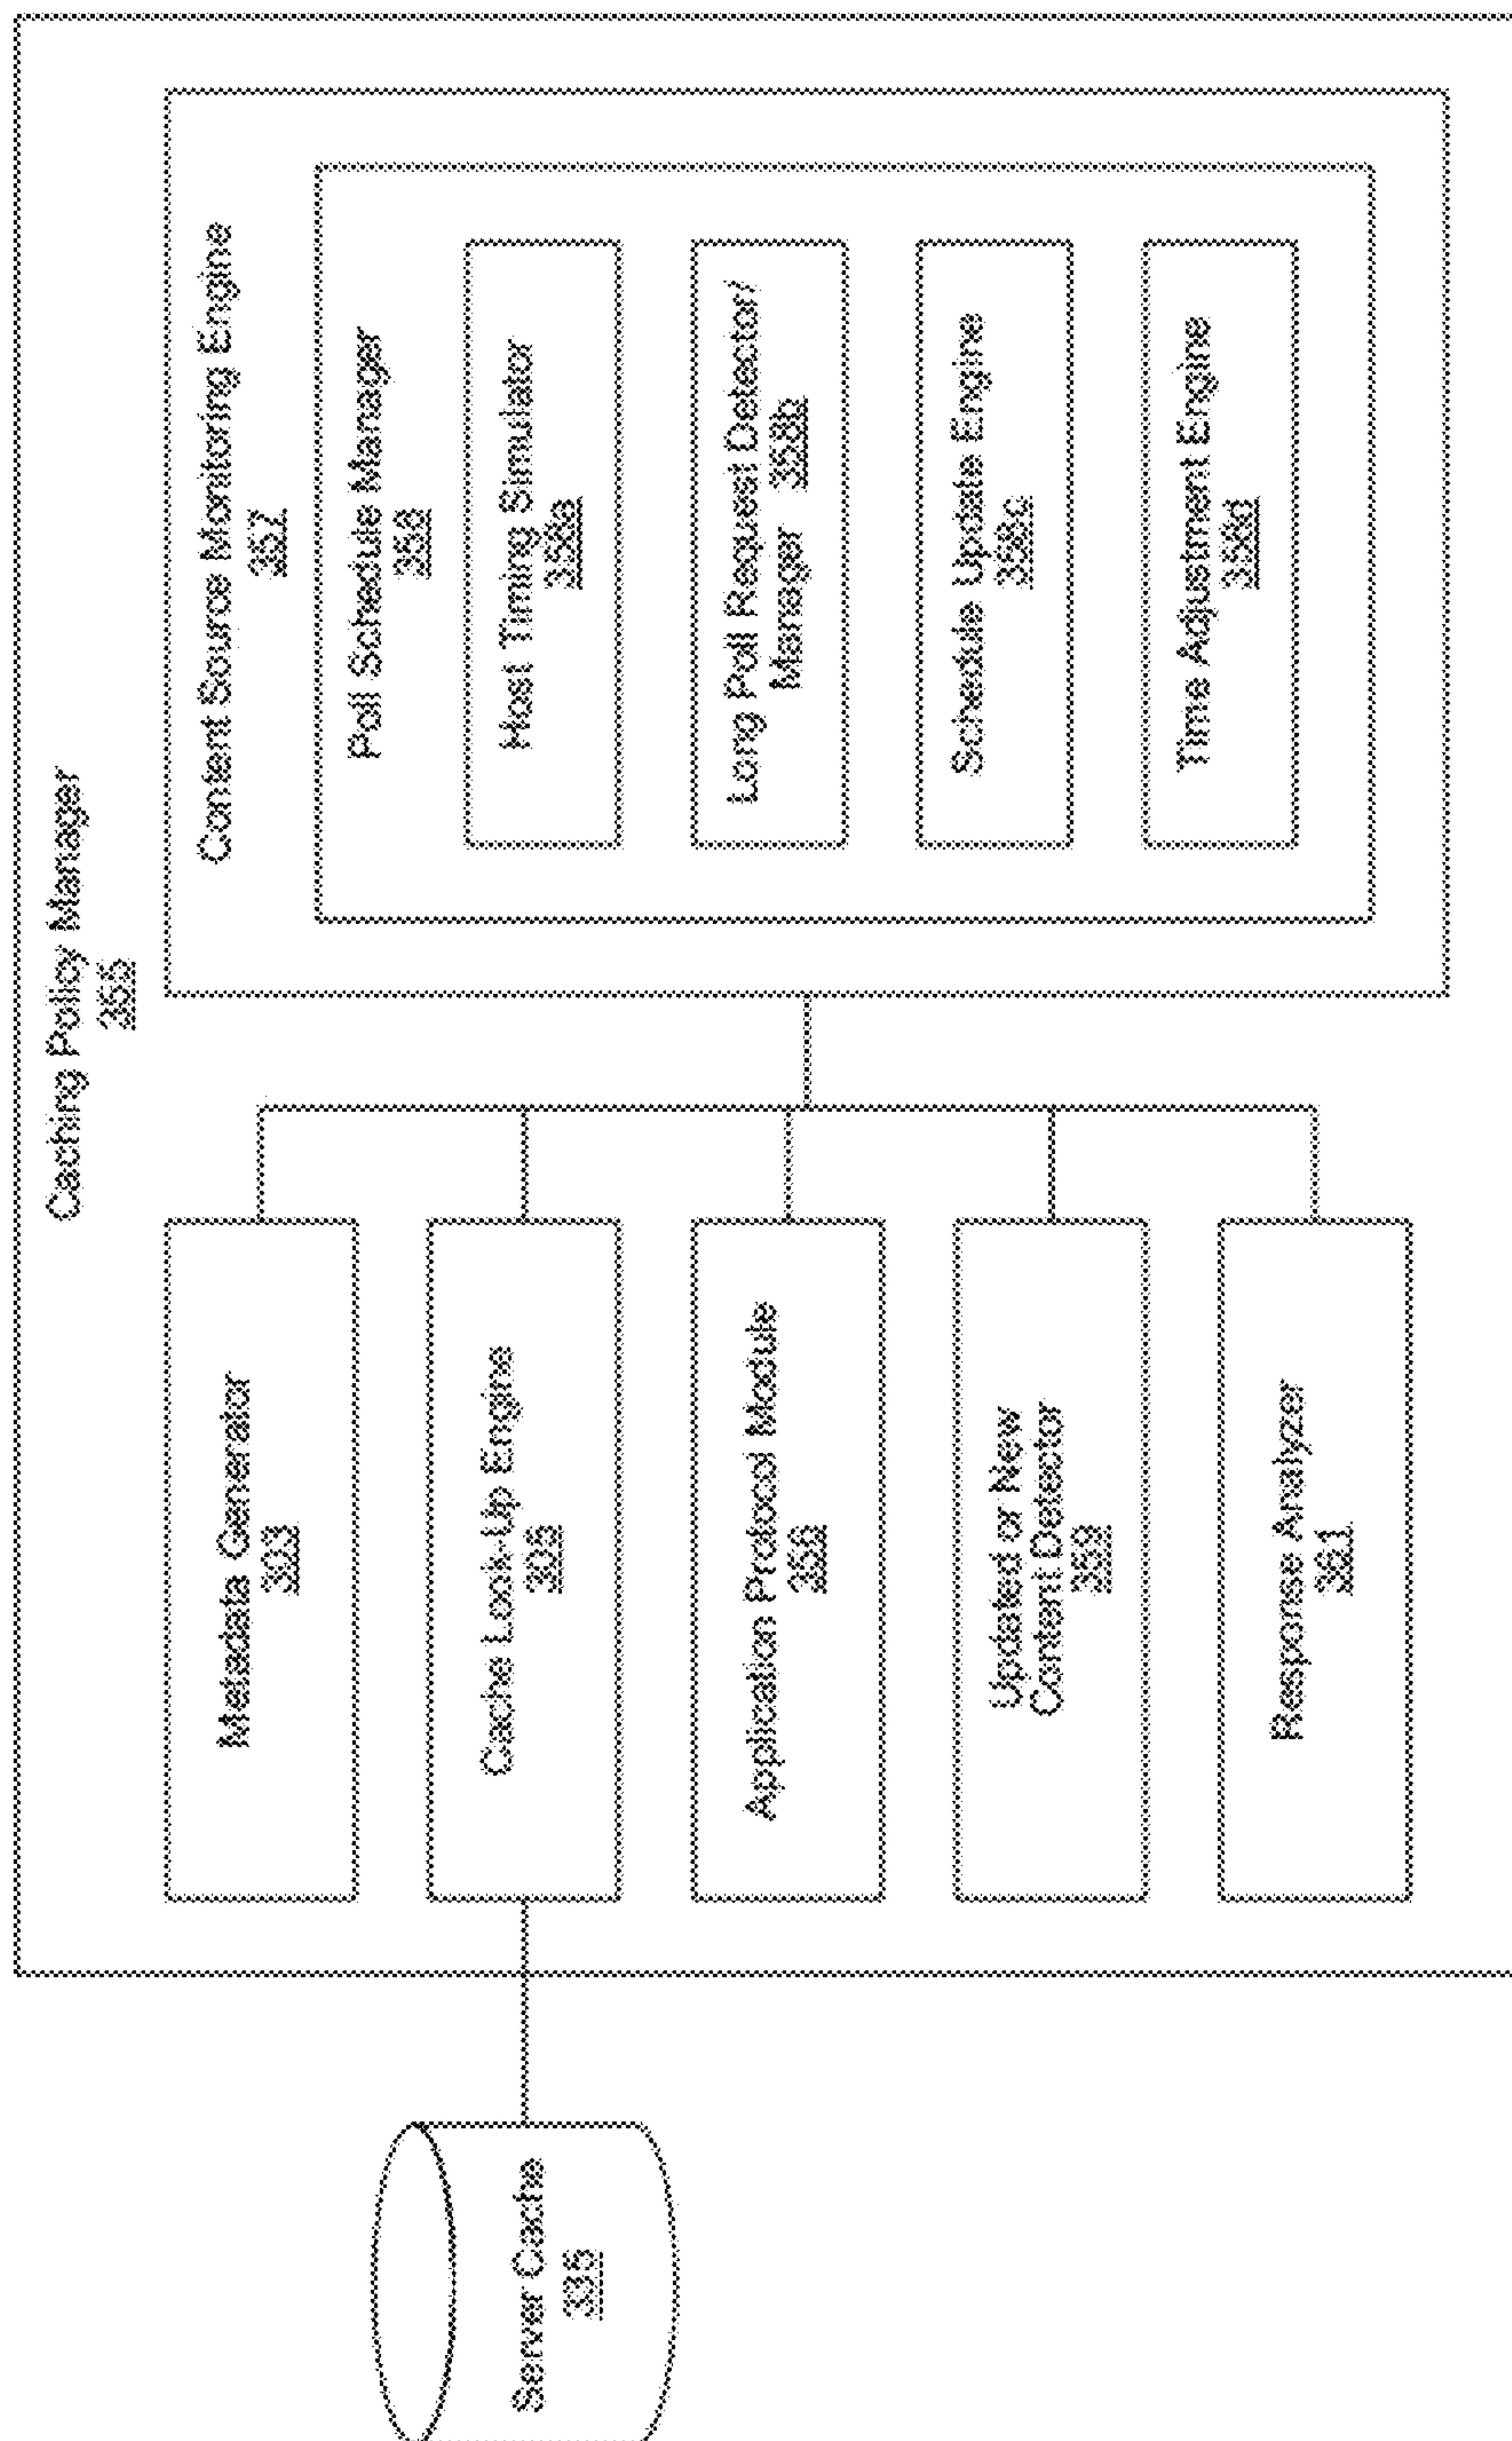 Caching Policy Manager
355
Server Cache
335
Metadata Generator
303
Cache Look-Up Engine
305
Application Protocol Module
356
Updated or New
Content Detector
359
Response Analyzer
361
Content Source Monitoring Engine
357
Poll Schedule Manager
358
Host Timing Simulator
358a
Long Poll Request Detector/
Manager 358b
Schedule Update Engine
358c
Time Adjustment Engine
358d